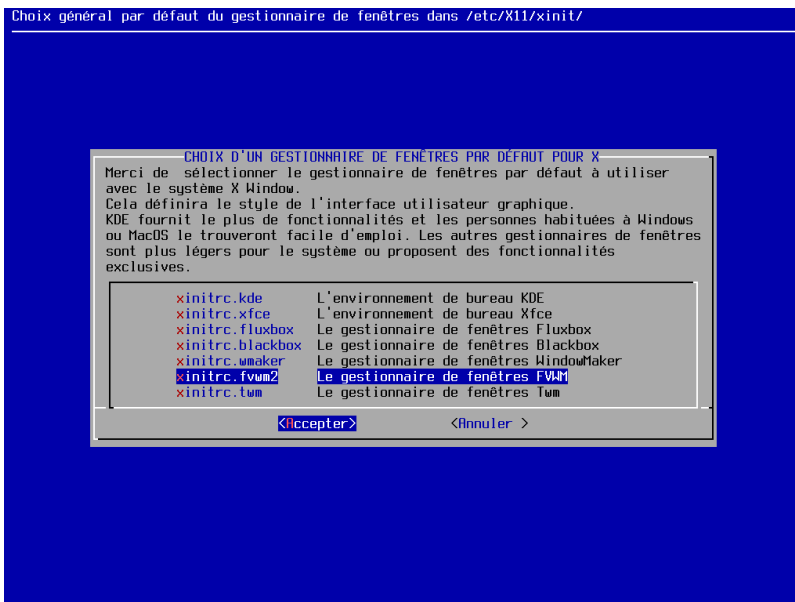 Choix général par défaut du gestionnaire de fenêtres dans /etc/X11/xinit/
CHOIX D'UN GESTIONNAIRE DE FENÊTRES PAR DÉFAUT POUR X
Merci de  sélectionner le gestionnaire de fenêtres par défaut à utiliser
avec le système X Window.
Cela définira le style de l'interface utilisateur graphique.
KDE fournit le plus de fonctionnalités et les personnes habituées à Windows
ou MacOS le trouveront facile d'emploi. Les autres gestionnaires de fenêtres
sont plus légers pour le système ou proposent des fonctionnalités
exclusives.
xinitrc.kde L'environnement de bureau KDE
xinitrc.xfce L'environnement de bureau Xfce
xinitrc.fluxbox Le gestionnaire de fenêtres Fluxbox
xinitrc.blackbox Le gestionnaire de fenêtres Blackbox
xinitrc.wmaker Le gestionnaire de fenêtres WindowMaker
xinitrc.fvwm2 Le gestionnaire de fenêtres FVWM
xinitrc.twm Le gestionnaire de fenêtres Twm
<Accepter> <Annuler >